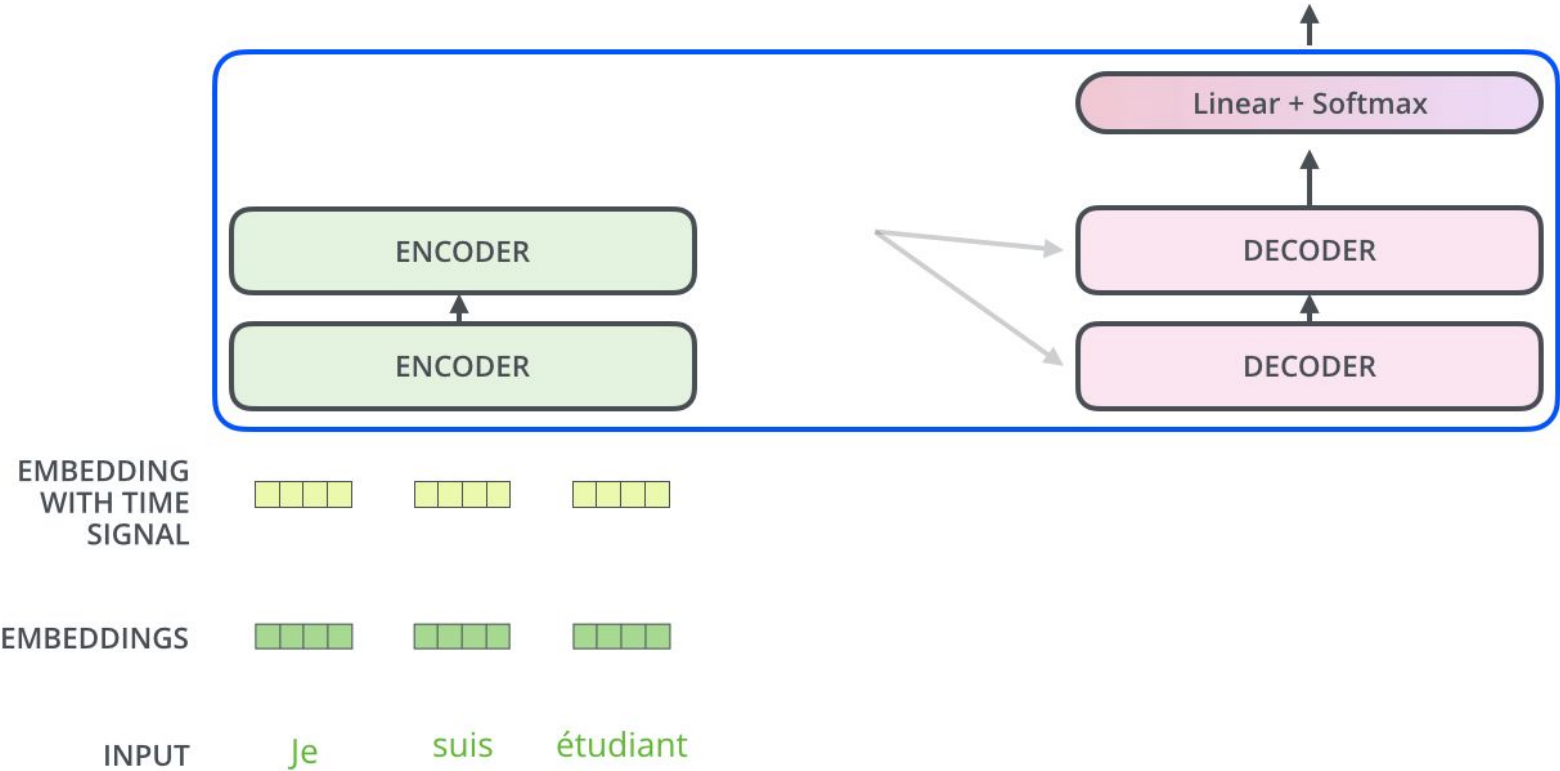 Linear + Softmax
ENCODER
DECODER
ENCODER
DECODER
EMBEDDING
WITH TIME
SIGNAL
EMBEDDINGS
INPUT
Je
suis
étudiant